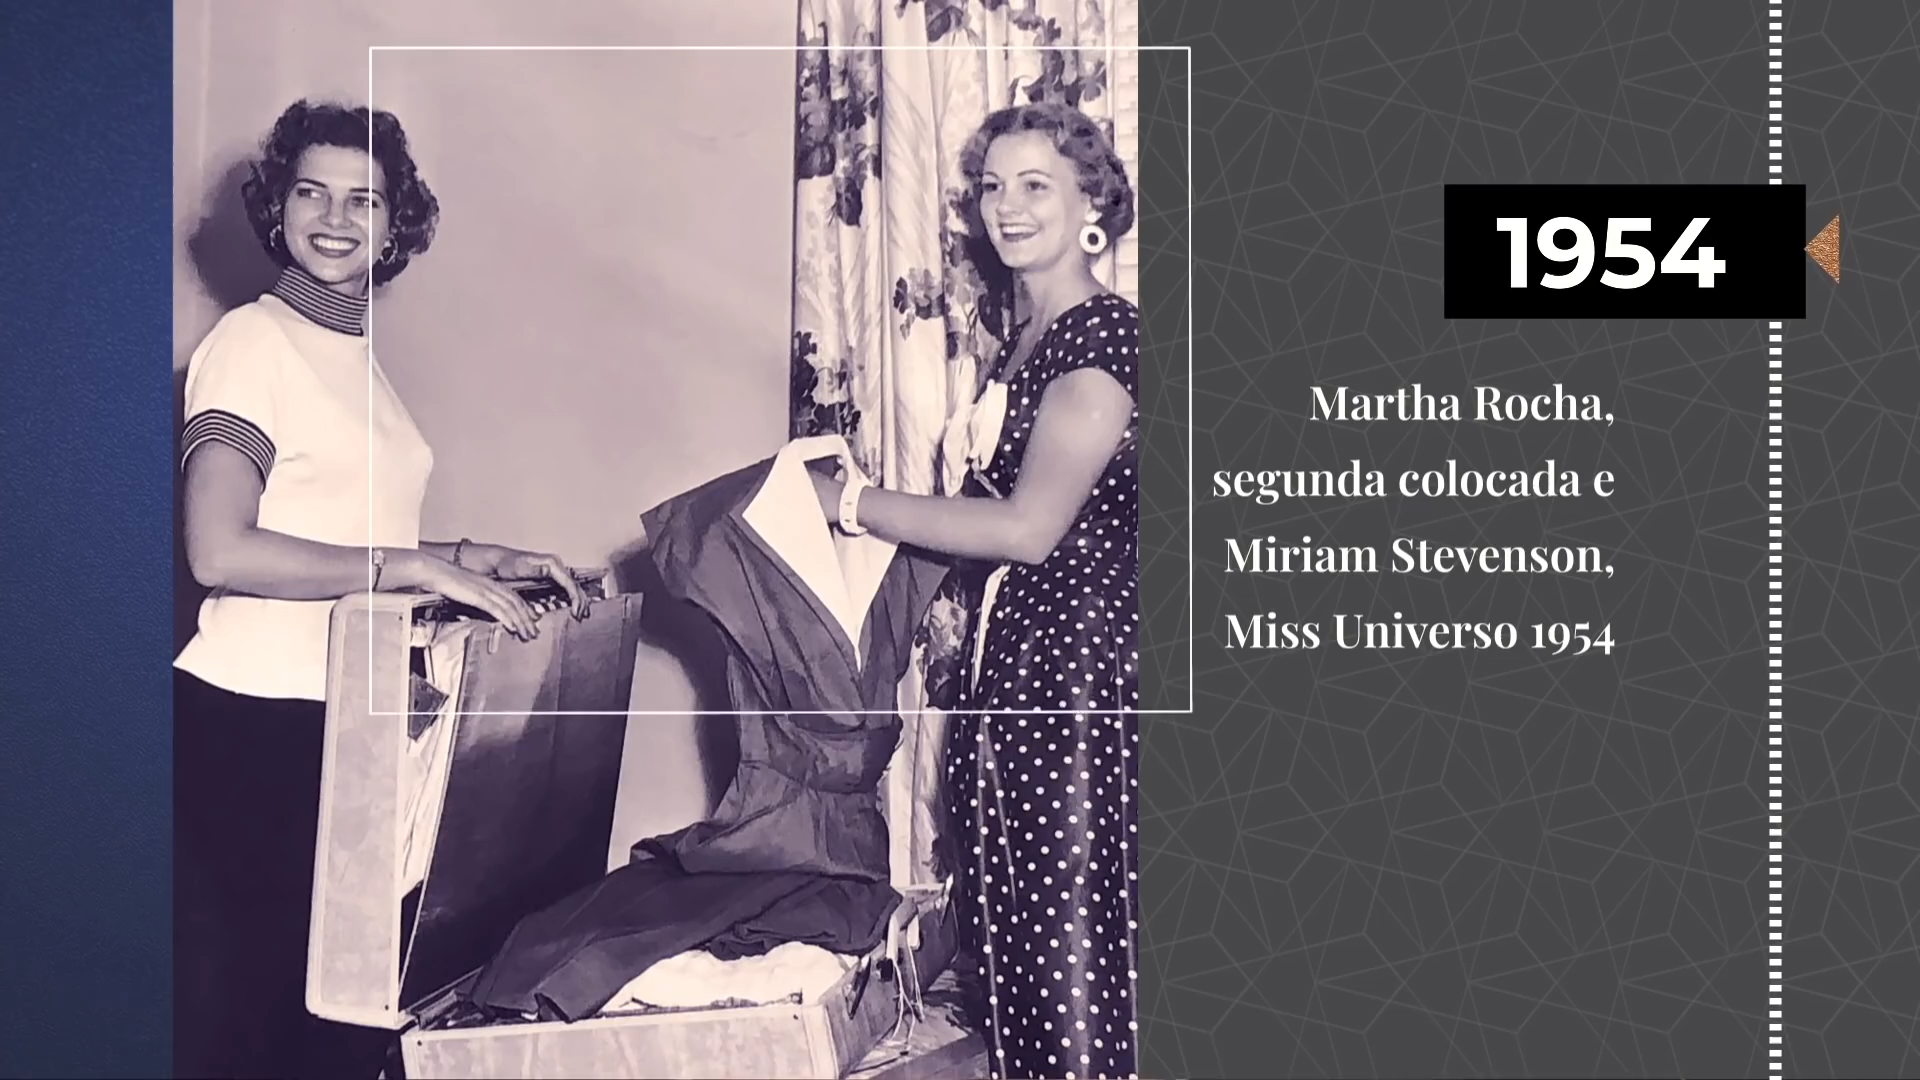 1954
Martha Rocha,
segunda colocada e
Miriam Stevenson,
Miss Universo 1954